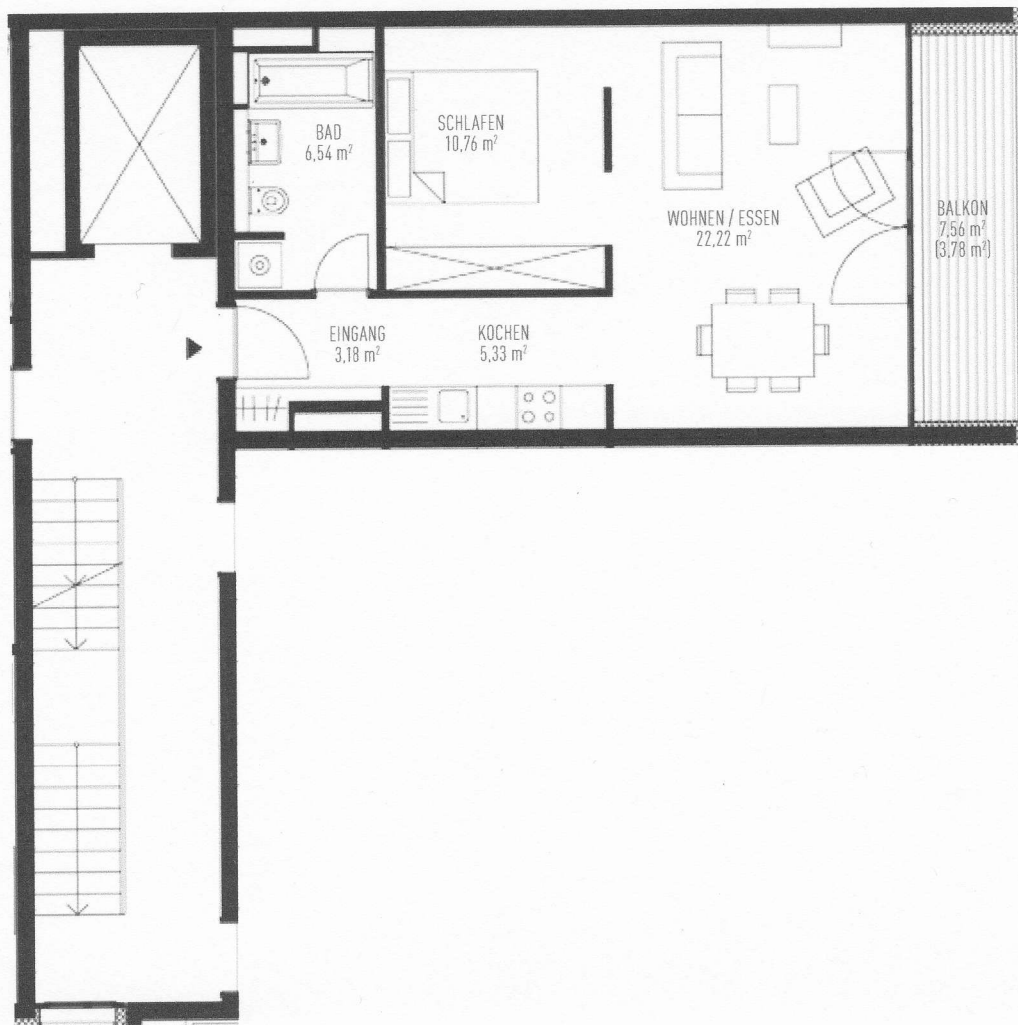 BAD
6,54 m²
SCHLAFEN
10,76 m²
WOHNEN / ESSEN
22,22 m²
BALKON
7,56 m²
(3,78 m²)
EINGANG
3,18 m²
KOCHEN
5,33 m²